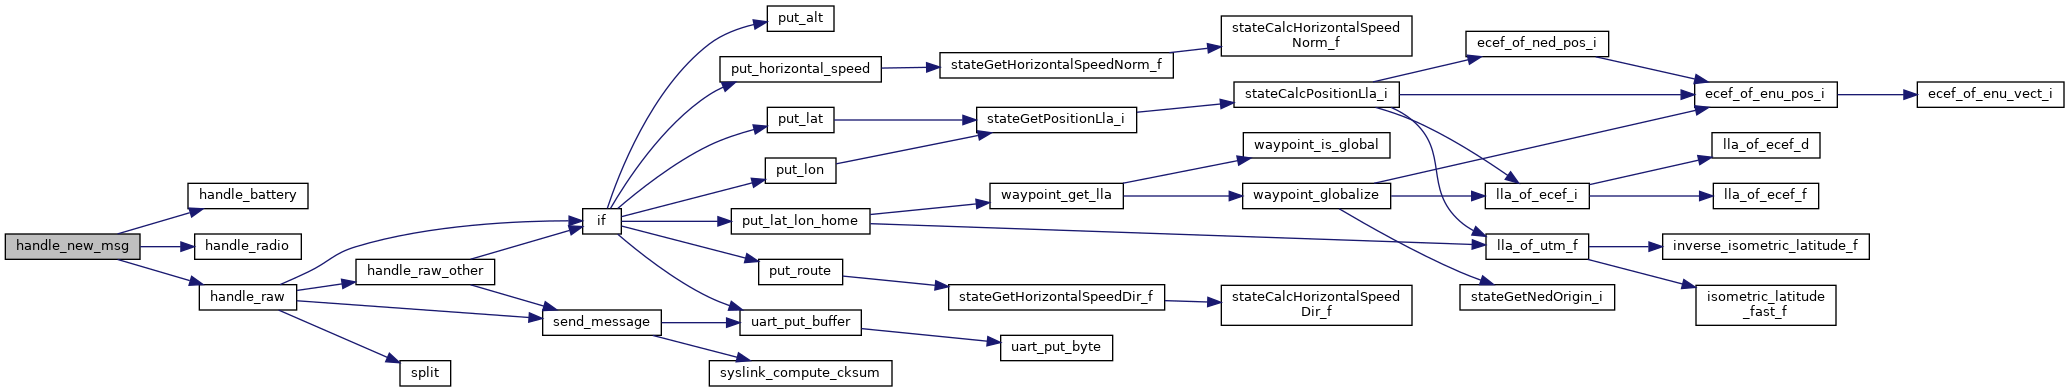 handle_new_msg
handle_battery
handle_radio
handle_raw
handle_raw_other
split
if
send_message
put_alt
put_horizontal_speed
put_lat
put_lon
put_lat_lon_home
put_route
uart_put_buffer
syslink_compute_cksum
stateGetHorizontalSpeedNorm_f
stateGetPositionLla_i
waypoint_get_lla
stateGetHorizontalSpeedDir_f
uart_put_byte
stateCalcHorizontalSpeed
Norm_f
stateCalcPositionLla_i
waypoint_is_global
waypoint_globalize
stateCalcHorizontalSpeed
Dir_f
ecef_of_ned_pos_i
lla_of_ecef_i
lla_of_utm_f
stateGetNedOrigin_i
ecef_of_enu_pos_i
lla_of_ecef_d
lla_of_ecef_f
inverse_isometric_latitude_f
isometric_latitude
_fast_f
ecef_of_enu_vect_i